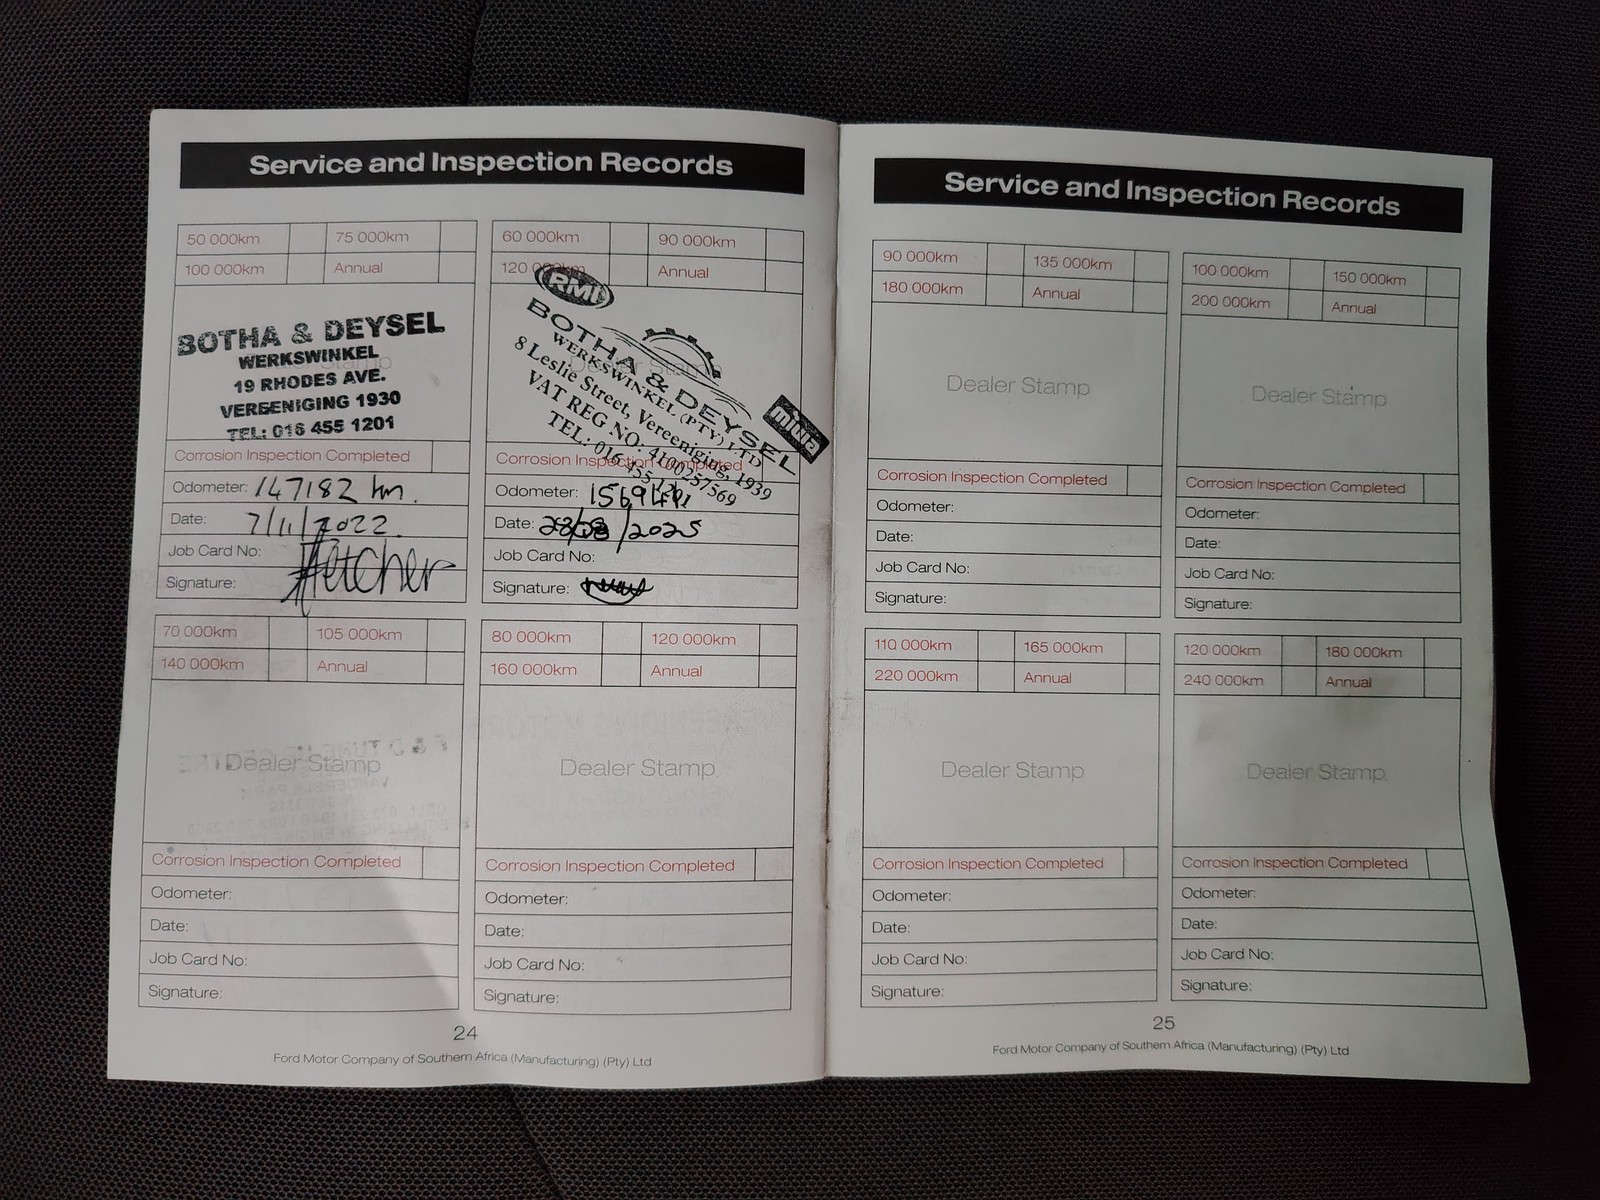 Service and Inspection Records
50 000km 75 000km
100 000km Annual
BOTHA & DEYSEL
WERKSWINKEL
19 RHODES AVE.
VEREENIGING 1930
TEL: 016 455 1201
Corrosion Inspection Completed
Odometer: 147182 km.
Date: 7/11/2022.
Job Card No:
Signature: Fletcher
60 000km 90 000km
120 000km Annual
RMI
BOTHA & DEYSEL
WERKSWINKEL (PTY) LTD
8 Leslie Street, Vereeniging, 1939
VAT REG NO: 4100257569
TEL: 016 455 1201
miwa
Corrosion Inspection Completed
Odometer:
Date: /2025
Job Card No:
Signature:
70 000km 105 000km
140 000km Annual
Dealer Stamp
Corrosion Inspection Completed
Odometer:
Date:
Job Card No:
Signature:
80 000km 120 000km
160 000km Annual
Dealer Stamp
Corrosion Inspection Completed
Odometer:
Date:
Job Card No:
Signature:
24
Ford Motor Company of Southern Africa (Manufacturing) (Pty) Ltd
Service and Inspection Records
90 000km 135 000km
180 000km Annual
Dealer Stamp
Corrosion Inspection Completed
Odometer:
Date:
Job Card No:
Signature:
100 000km 150 000km
200 000km Annual
Dealer Stamp
Corrosion Inspection Completed
Odometer:
Date:
Job Card No:
Signature:
110 000km 165 000km
220 000km Annual
Dealer Stamp
Corrosion Inspection Completed
Odometer:
Date:
Job Card No:
Signature:
120 000km 180 000km
240 000km Annual
Dealer Stamp
Corrosion Inspection Completed
Odometer:
Date:
Job Card No:
Signature:
25
Ford Motor Company of Southern Africa (Manufacturing) (Pty) Ltd